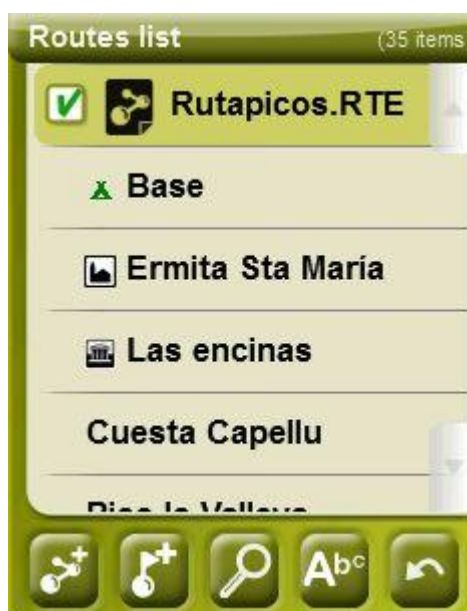 Routes list (35 items
Rutapicos.RTE
Base
Ermita Sta María
Las encinas
Cuesta Capellu
Abc